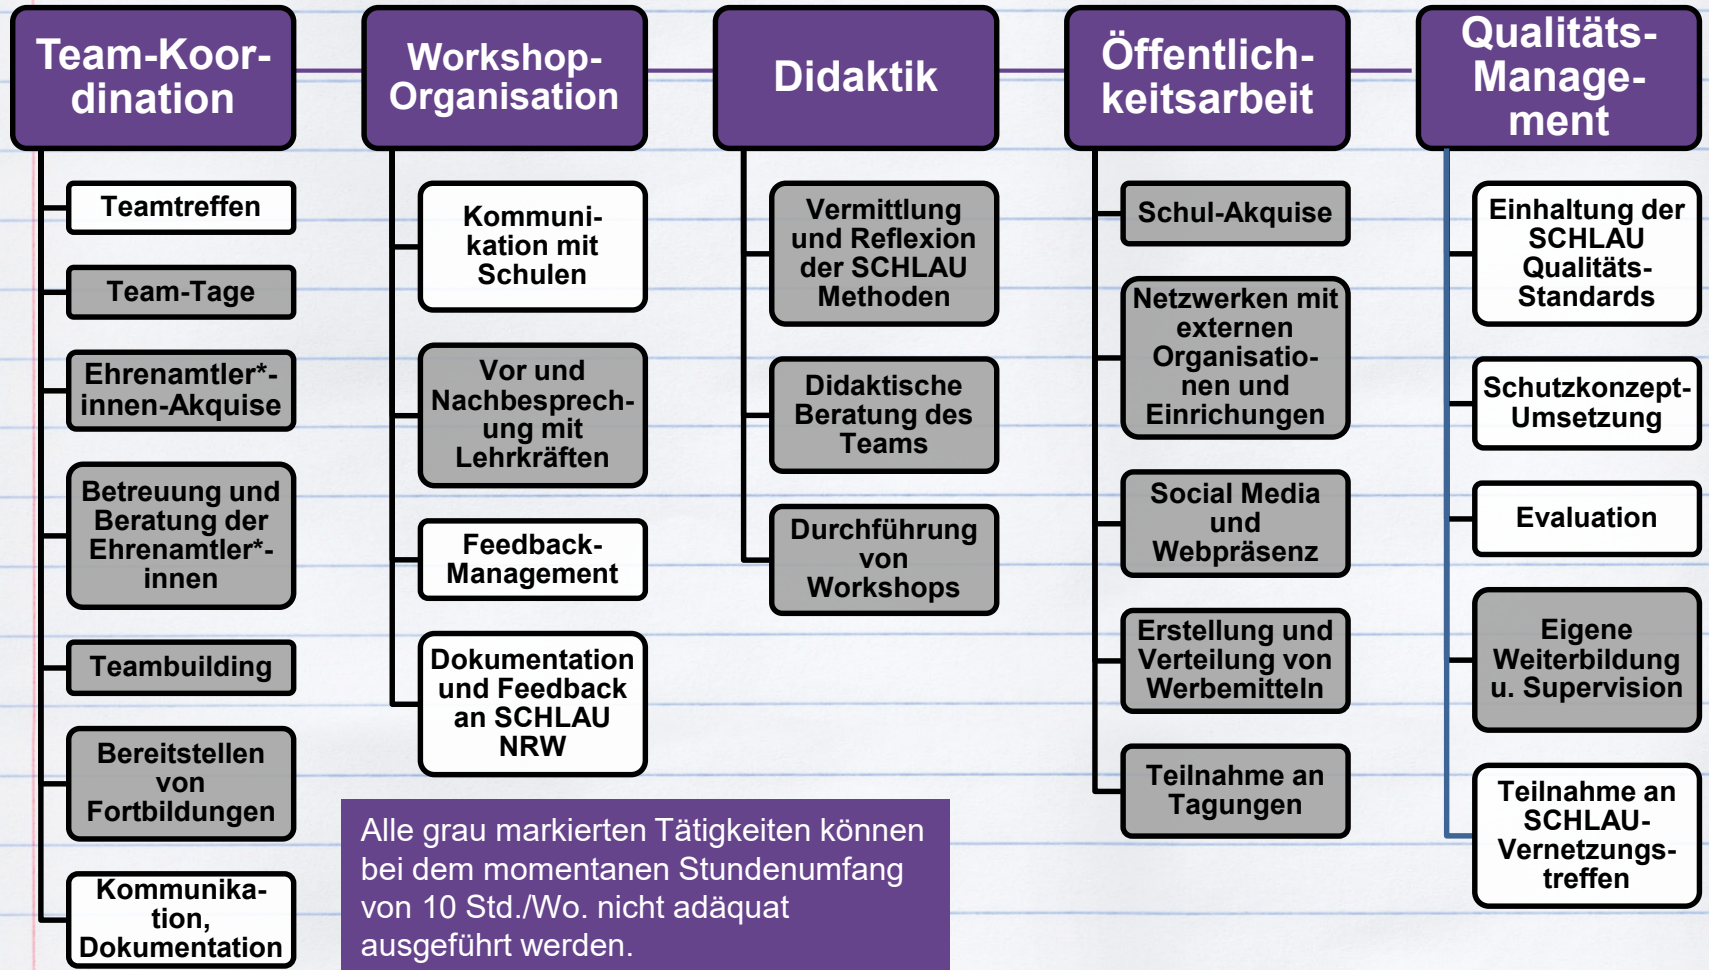 Team-Koor-
dination
Teamtreffen
Team-Tage
Ehrenamtler*-
innen-Akquise
Betreuung und
Beratung der
Ehrenamtler*-
innen
Teambuilding
Bereitstellen
von
Fortbildungen
Kommunika-
tion,
Dokumentation
Workshop-
Organisation
Kommuni-
kation mit
Schulen
Vor und
Nachbesprech-
ung mit
Lehrkräften
Feedback-
Management
Dokumentation
und Feedback
an SCHLAU
NRW
Didaktik
Vermittlung
und Reflexion
der SCHLAU
Methoden
Didaktische
Beratung des
Teams
Durchführung
von
Workshops
Öffentlich-
keitsarbeit
Schul-Akquise
Netzwerken mit
externen
Organisatio-
nen und
Einrichungen
Social Media
und
Webpräsenz
Erstellung und
Verteilung von
Werbemitteln
Teilnahme an
Tagungen
Qualitäts-
Manage-
ment
Einhaltung der
SCHLAU
Qualitäts-
Standards
Schutzkonzept-
Umsetzung
Evaluation
Eigene
Weiterbildung
u. Supervision
Teilnahme an
SCHLAU-
Vernetzungs-
treffen
Alle grau markierten Tätigkeiten können
bei dem momentanen Stundenumfang
von 10 Std./Wo. nicht adäquat
ausgeführt werden.